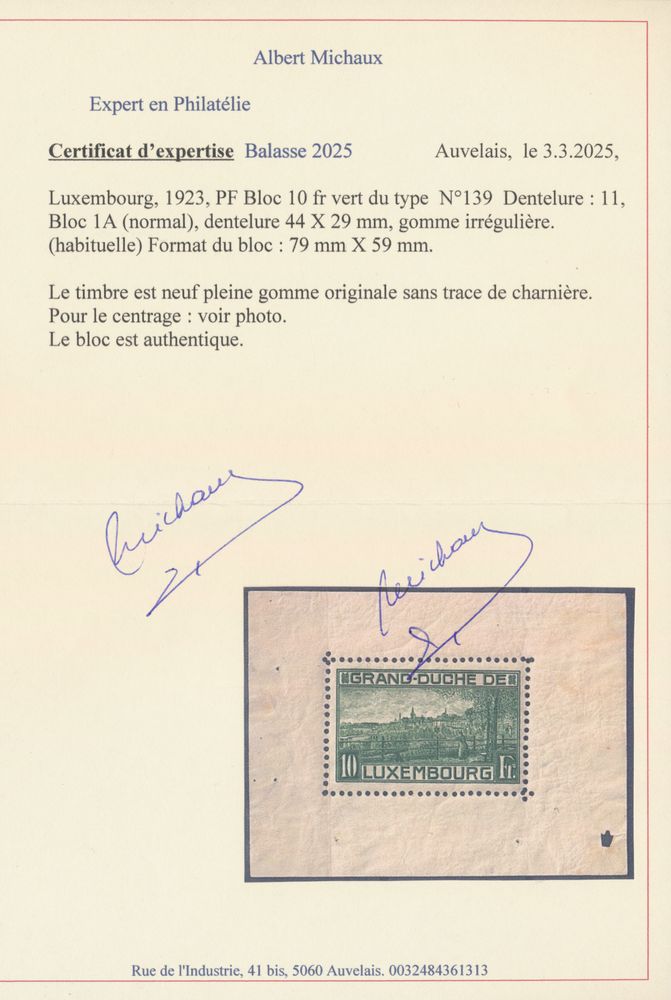 Albert Michaux
Expert en Philatélie
Certificat d'expertise Balasse 2025 Auvelais, le 3.3.2025,
Luxembourg, 1923, PF Bloc 10 fr vert du type N°139 Dentelure : 11,
Bloc 1A (normal), dentelure 44 X 29 mm, gomme irrégulière.
(habituelle) Format du bloc : 79 mm X 59 mm.
Le timbre est neuf pleine gomme originale sans trace de charnière.
Pour le centrage : voir photo.
Le bloc est authentique.
Michaux
Michaux
GRAND-DUCHE DE
10 LUXEMBOURG Fr.
Rue de l'Industrie, 41 bis, 5060 Auvelais. 0032484361313